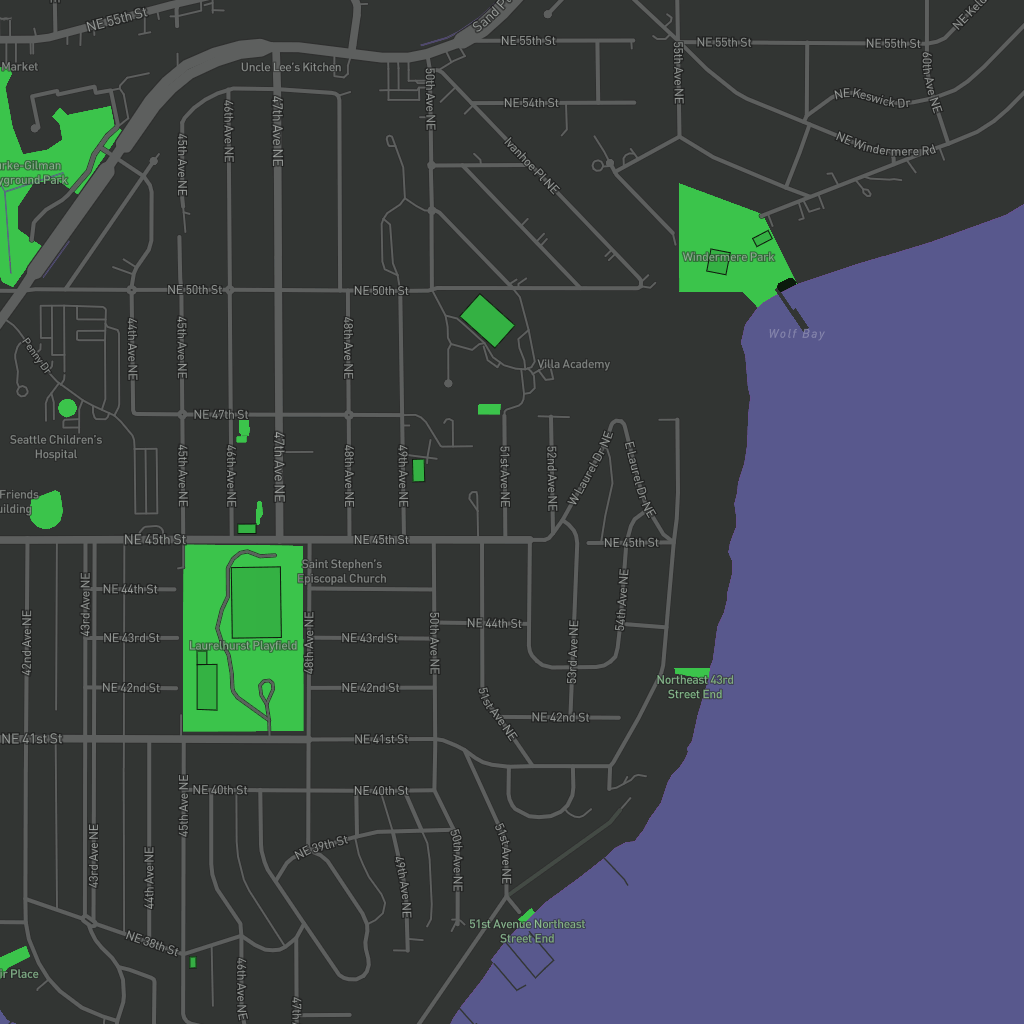 NE 55th St
Sand P
NE 55th St
NE 55th St
NE 55th St
Market
Uncle Lee's Kitchen
55th Ave NE
60th Ave NE
50th Ave NE
NE 54th St
NE Keswick Dr
46th Ave NE
47th Ave NE
45th Ave NE
Ivanhoe Pl NE
NE Windermere Rd
Windermere Park
NE 50th St
NE 50th St
Wolf Bay
44th Ave NE
45th Ave NE
48th Ave NE
Penny Dr
Villa Academy
NE 47th St
Seattle Children's
Hospital
45th Ave NE
46th Ave NE
47th Ave NE
48th Ave NE
49th Ave NE
51st Ave NE
52nd Ave NE
W Laurel Dr NE
E Laurel Dr NE
Friends
NE 45th St
NE 45th St
NE 45th St
Saint Stephen's
Episcopal Church
43rd Ave NE
NE 44th St
42nd Ave NE
54th Ave NE
NE 44th St
NE 43rd St
Laurelhurst Playfield
48th Ave NE
NE 43rd St
50th Ave NE
53rd Ave NE
NE 42nd St
NE 42nd St
Northeast 43rd
Street End
51st Ave NE
NE 42nd St
NE 41st St
NE 41st St
45th Ave NE
NE 40th St
NE 40th St
43rd Ave NE
44th Ave NE
NE 39th St
49th Ave NE
50th Ave NE
51st Ave NE
51st Avenue Northeast
Street End
NE 38th St
46th Ave NE
47th
Place